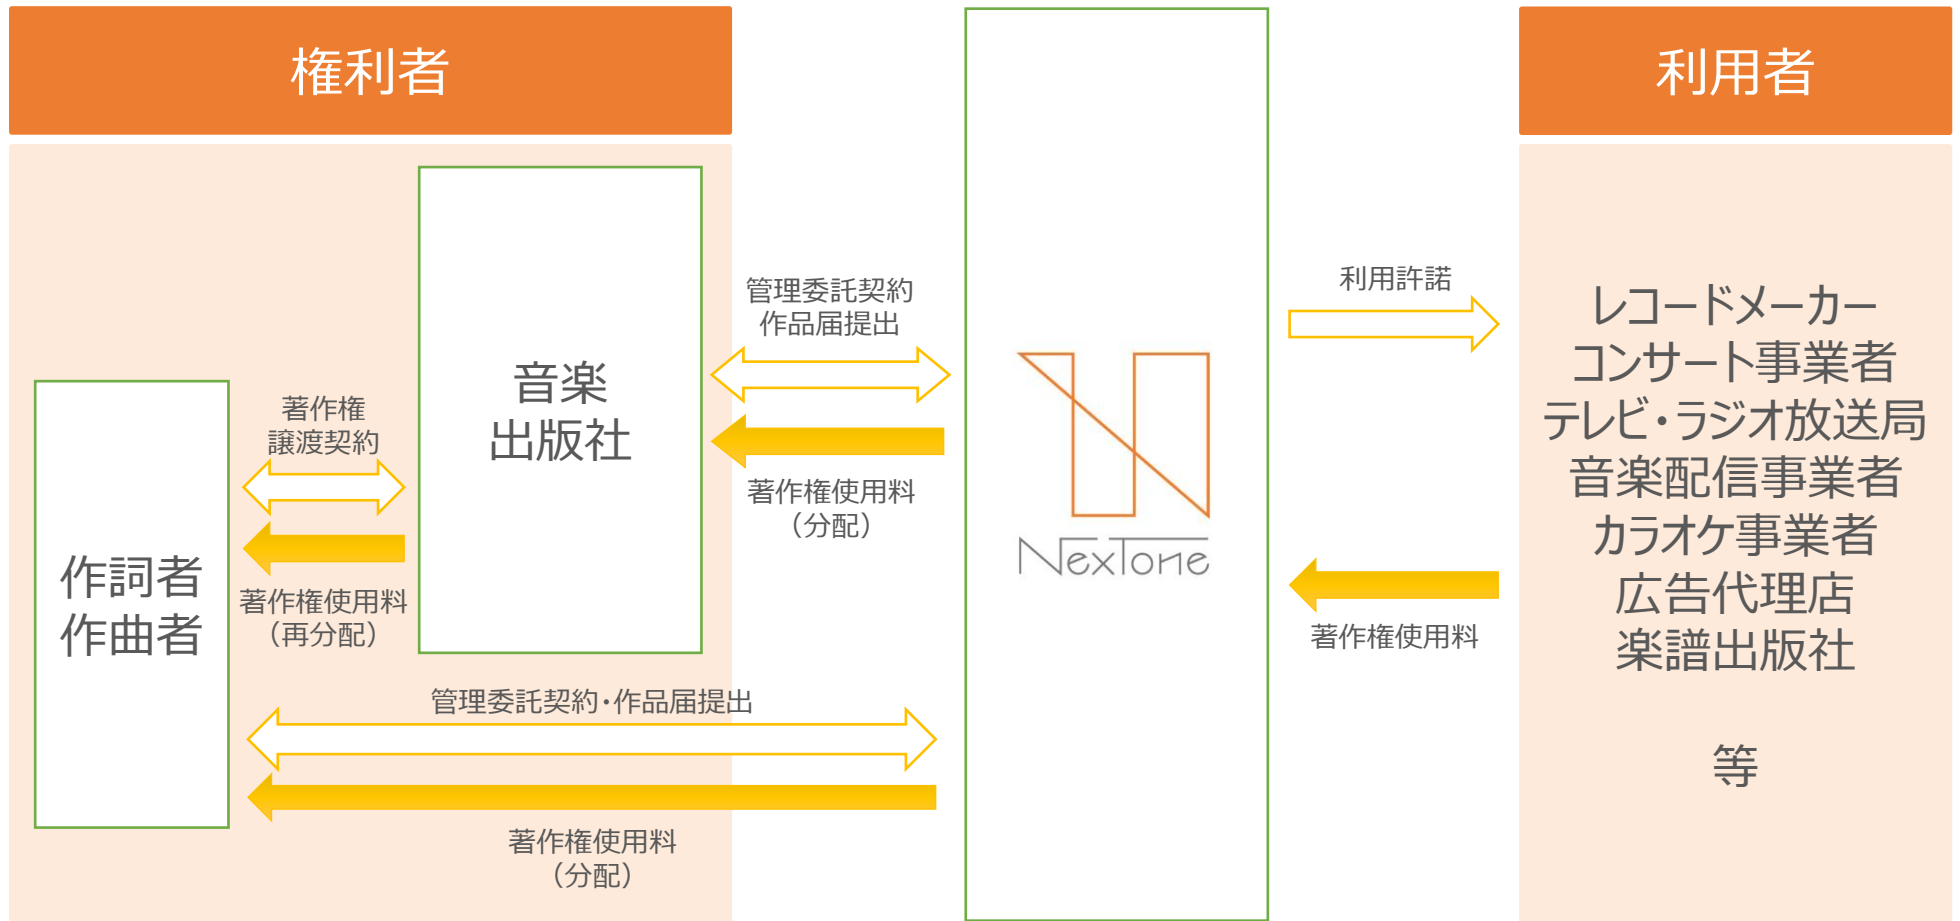 権利者
利用者
音楽
出版社
作詞者
作曲者
著作権
譲渡契約
著作権使用料
（再分配）
管理委託契約
作品届提出
著作権使用料
（分配）
管理委託契約・作品届提出
著作権使用料
（分配）
NexTone
利用許諾
著作権使用料
レコードメーカー
コンサート事業者
テレビ・ラジオ放送局
音楽配信事業者
カラオケ事業者
広告代理店
楽譜出版社
等